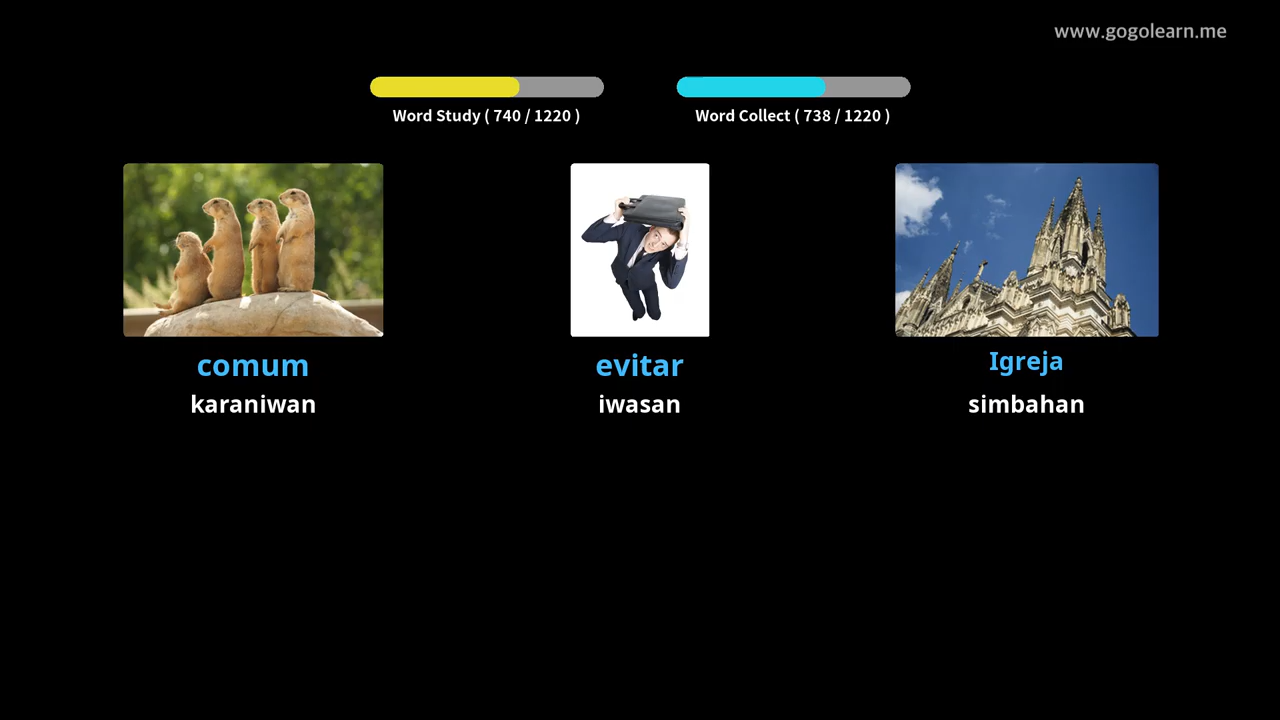 www.gogolearn.me
Word Study ( 740 / 1220 )
Word Collect ( 738 / 1220 )
comum
karaniwan
evitar
iwasan
Igreja
simbahan